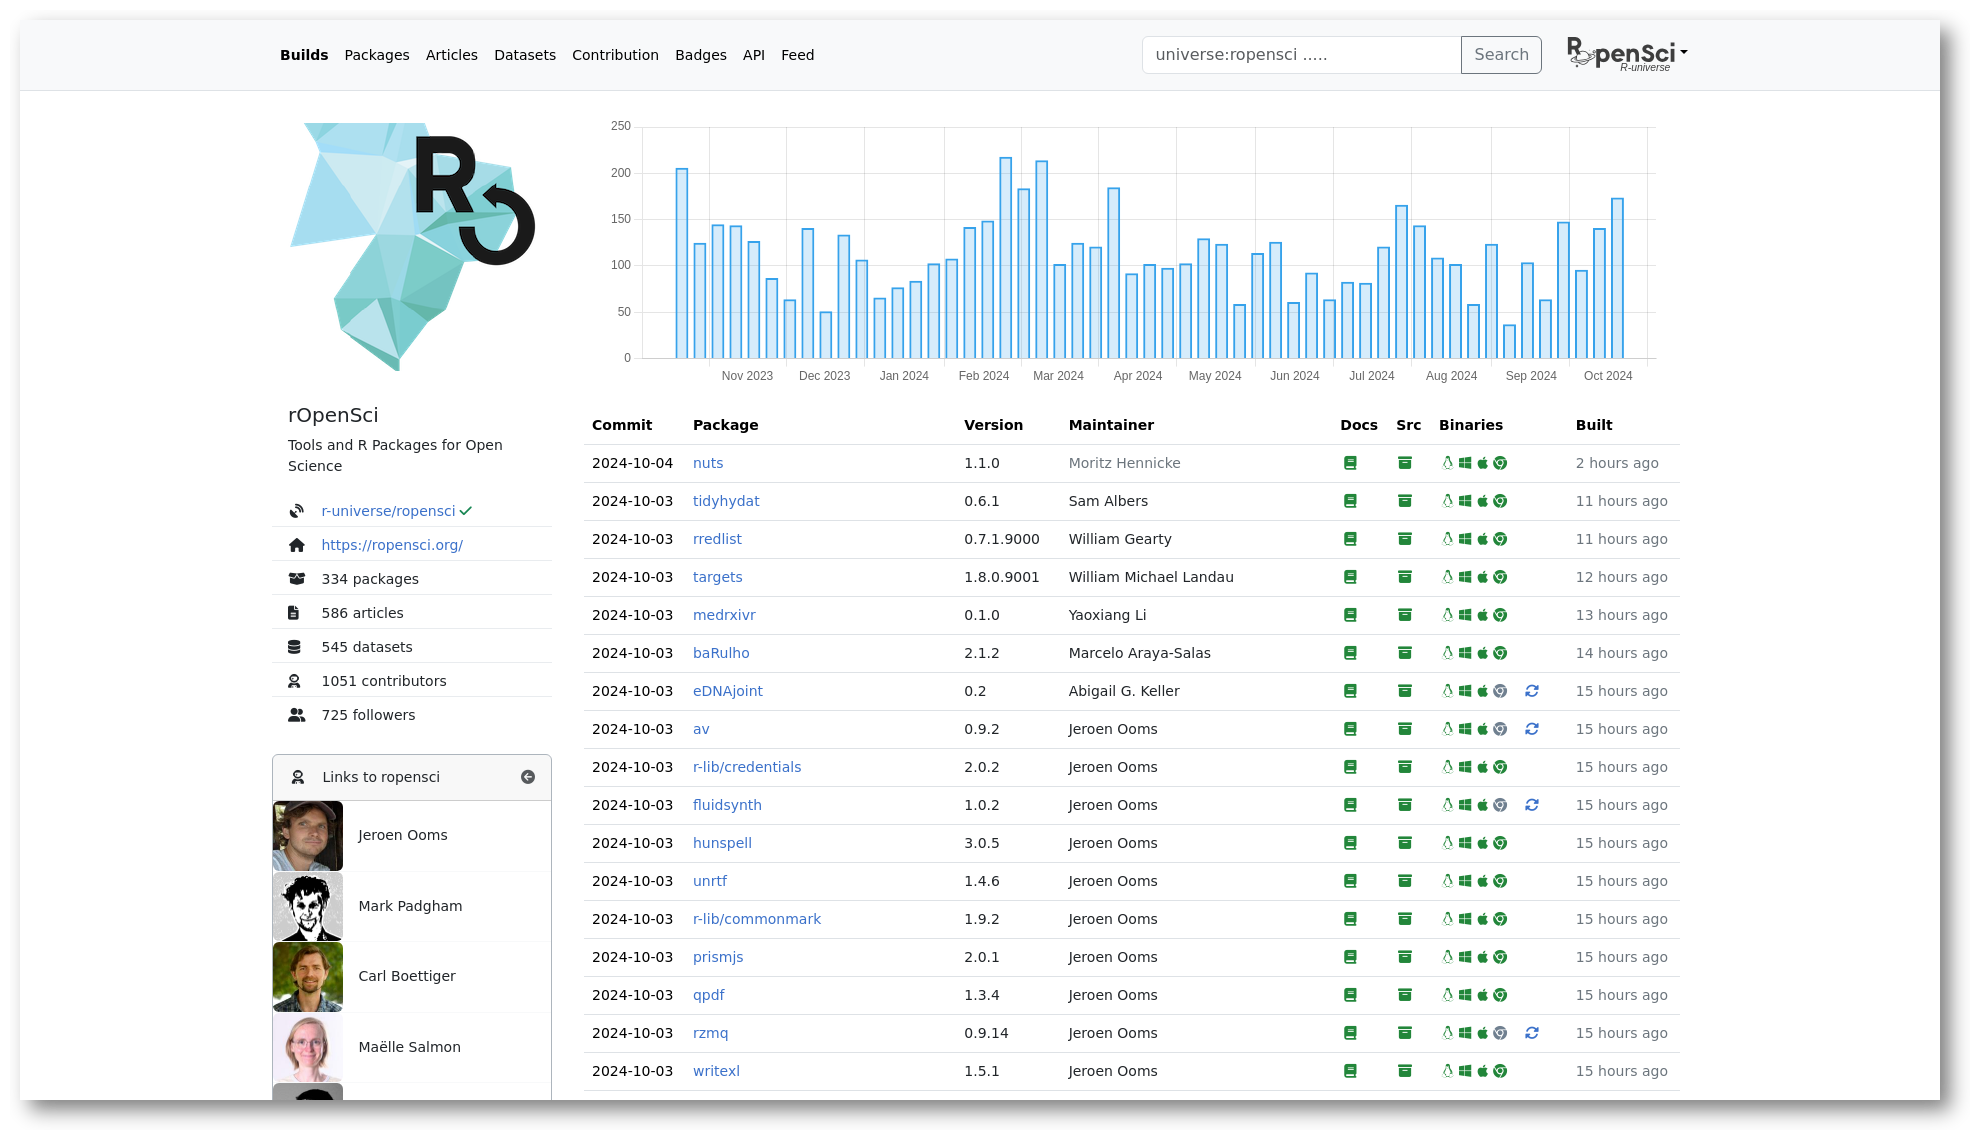 Builds Packages Articles Datasets Contribution Badges API Feed
universe:ropensci ..... Search
ROpenSci
R-universe
R
rOpenSci
Tools and R Packages for Open
Science
r-universe/ropensci
https://ropensci.org/
334 packages
586 articles
545 datasets
1051 contributors
725 followers
Links to ropensci
Jeroen Ooms
Mark Padgham
Carl Boettiger
Maëlle Salmon
250
200
150
100
50
0
Nov 2023 Dec 2023 Jan 2024 Feb 2024 Mar 2024 Apr 2024 May 2024 Jun 2024 Jul 2024 Aug 2024 Sep 2024 Oct 2024
Commit Package Version Maintainer Docs Src Binaries Built
2024-10-04 nuts 1.1.0 Moritz Hennicke 2 hours ago
2024-10-03 tidyhydat 0.6.1 Sam Albers 11 hours ago
2024-10-03 rredlist 0.7.1.9000 William Gearty 11 hours ago
2024-10-03 targets 1.8.0.9001 William Michael Landau 12 hours ago
2024-10-03 medrxivr 0.1.0 Yaoxiang Li 13 hours ago
2024-10-03 baRulho 2.1.2 Marcelo Araya-Salas 14 hours ago
2024-10-03 eDNAjoint 0.2 Abigail G. Keller 15 hours ago
2024-10-03 av 0.9.2 Jeroen Ooms 15 hours ago
2024-10-03 r-lib/credentials 2.0.2 Jeroen Ooms 15 hours ago
2024-10-03 fluidsynth 1.0.2 Jeroen Ooms 15 hours ago
2024-10-03 hunspell 3.0.5 Jeroen Ooms 15 hours ago
2024-10-03 unrtf 1.4.6 Jeroen Ooms 15 hours ago
2024-10-03 r-lib/commonmark 1.9.2 Jeroen Ooms 15 hours ago
2024-10-03 prismjs 2.0.1 Jeroen Ooms 15 hours ago
2024-10-03 qpdf 1.3.4 Jeroen Ooms 15 hours ago
2024-10-03 rzmq 0.9.14 Jeroen Ooms 15 hours ago
2024-10-03 writexl 1.5.1 Jeroen Ooms 15 hours ago